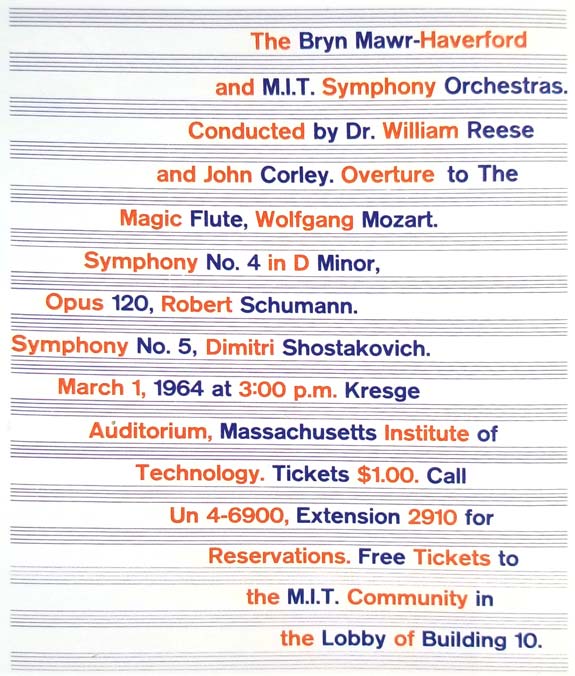 The Bryn Mawr-Haverford
and M.I.T. Symphony Orchestras.
Conducted by Dr. William Reese
and John Corley. Overture to The
Magic Flute, Wolfgang Mozart.
Symphony No. 4 in D Minor,
Opus 120, Robert Schumann.
Symphony No. 5, Dimitri Shostakovich.
March 1, 1964 at 3:00 p.m. Kresge
Auditorium, Massachusetts Institute of
Technology. Tickets $1.00. Call
Un 4-6900, Extension 2910 for
Reservations. Free Tickets to
the M.I.T. Community in
the Lobby of Building 10.